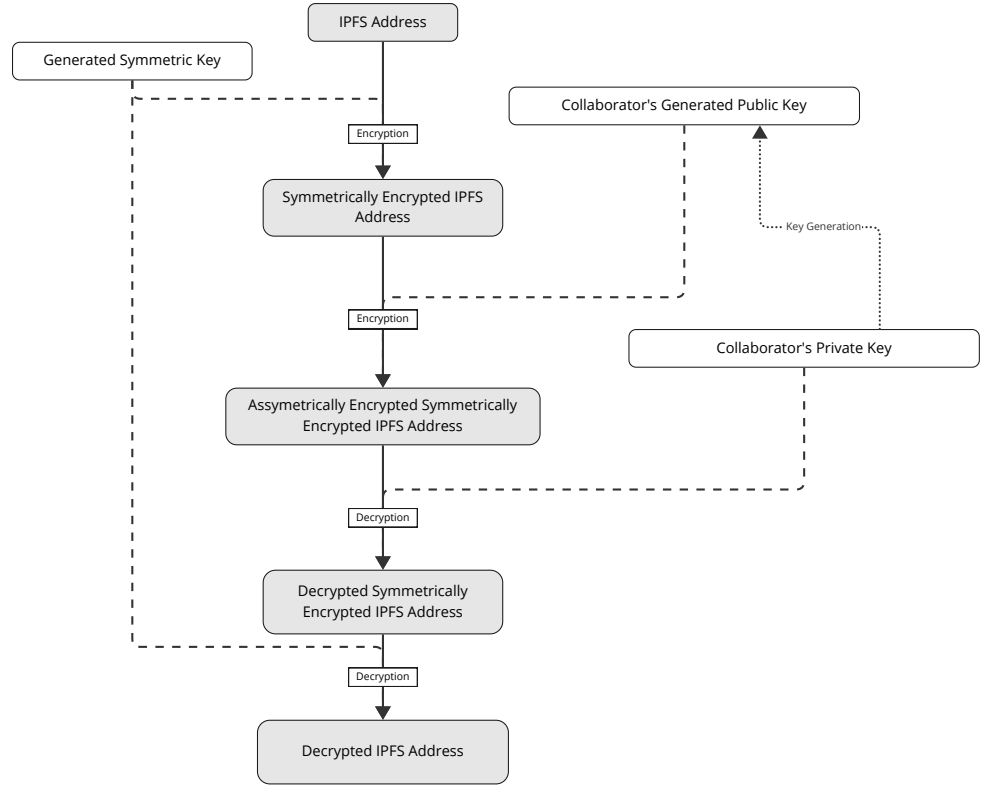 IPFS Address
Generated Symmetric Key
Collaborator's Generated Public Key
Encryption
Symmetrically Encrypted IPFS
Address
Key Generation
Encryption
Collaborator's Private Key
Assymetrically Encrypted Symmetrically
Encrypted IPFS Address
Decryption
Decrypted Symmetrically
Encrypted IPFS Address
Decryption
Decrypted IPFS Address